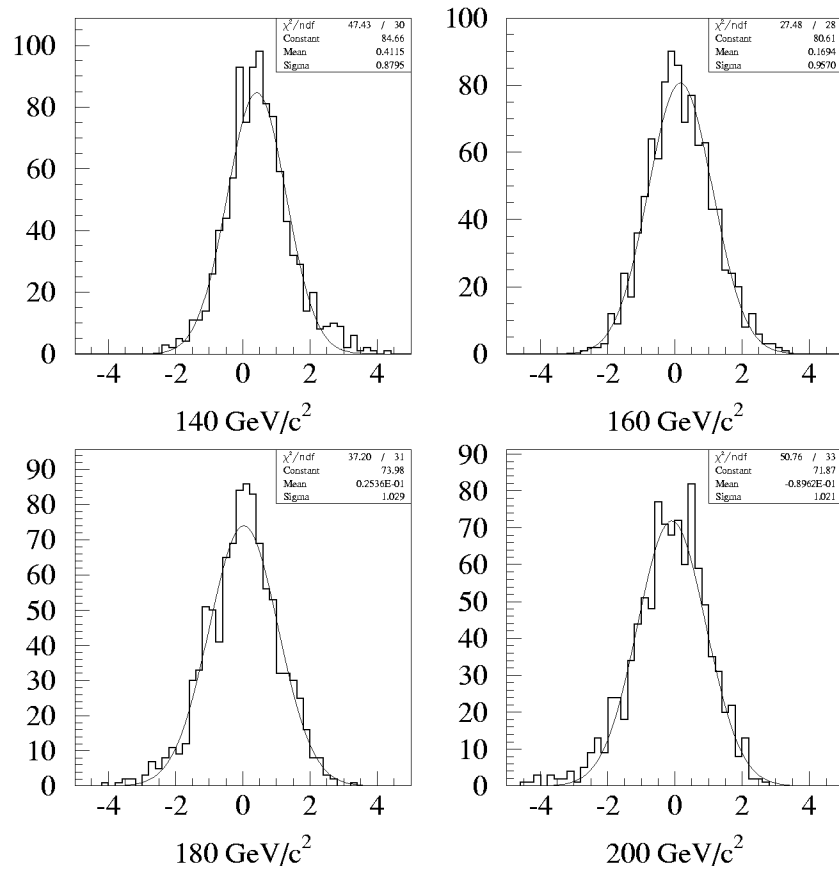 χ²/ndf 47.43 / 30
Constant 84.66
Mean 0.4115
Sigma 0.8795
100
80
60
40
20
0
-4 -2 0 2 4
140 GeV/c²
χ²/ndf 27.48 / 28
Constant 80.61
Mean 0.1694
Sigma 0.9570
100
80
60
40
20
0
-4 -2 0 2 4
160 GeV/c²
χ²/ndf 37.20 / 31
Constant 73.98
Mean 0.2536E-01
Sigma 1.029
90
80
70
60
50
40
30
20
10
0
-4 -2 0 2 4
180 GeV/c²
χ²/ndf 50.76 / 33
Constant 71.87
Mean -0.8962E-01
Sigma 1.021
90
80
70
60
50
40
30
20
10
0
-4 -2 0 2 4
200 GeV/c²